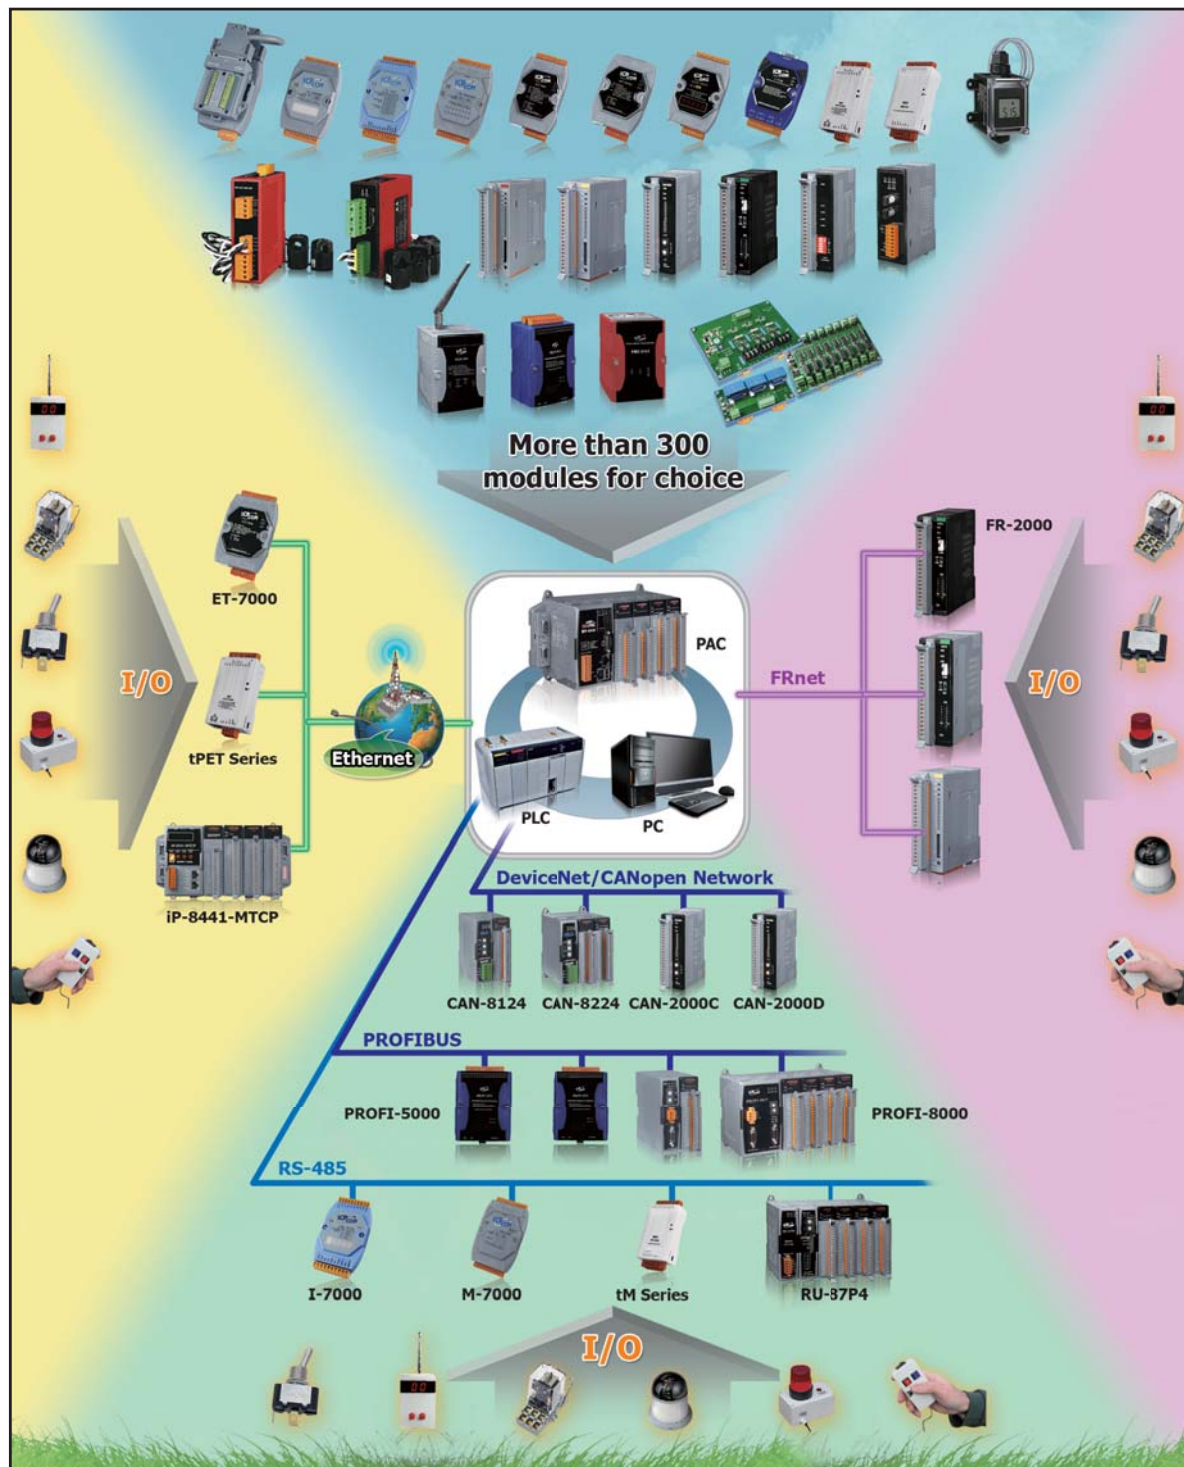 More than 300
modules for choice
FR-2000
ET-7000
PAC
FRnet
I/O
I/O
tPET Series
Ethernet
PLC
PC
DeviceNet/CANopen Network
iP-8441-MTCP
CAN-8124
CAN-8224
CAN-2000C
CAN-2000D
PROFIBUS
PROFI-5000
PROFI-8000
RS-485
I-7000
M-7000
tM Series
RU-87P4
I/O